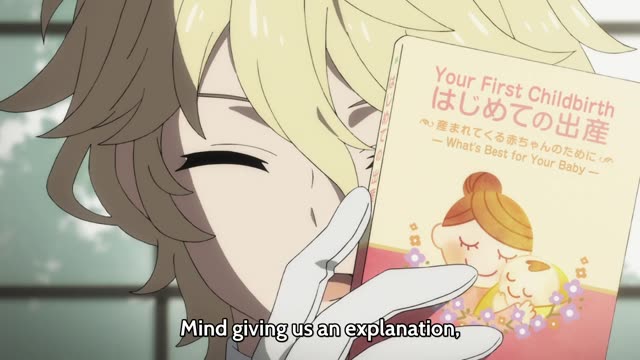 Your First Childbirth
はじめての出産
産まれてくる赤ちゃんのために
— What's Best for Your Baby —
Mind giving us an explanation,